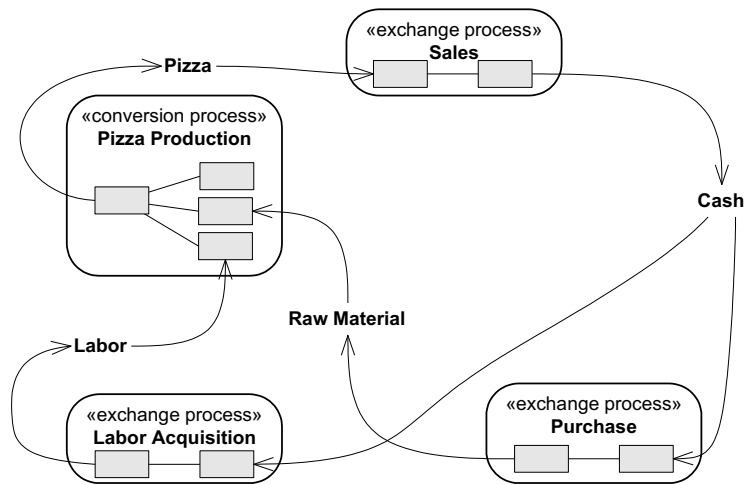 «exchange process»
Sales
Pizza
«conversion process»
Pizza Production
Cash
Raw Material
Labor
«exchange process»
Labor Acquisition
«exchange process»
Purchase